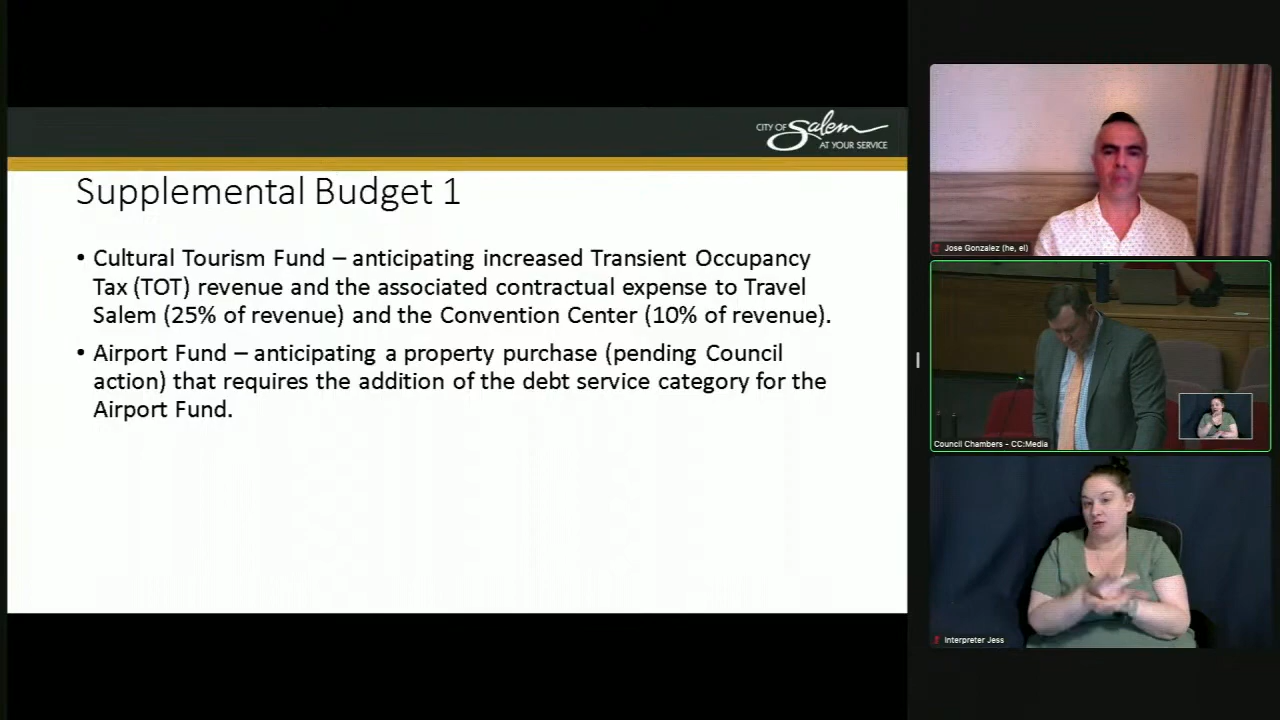 CITY OF Salem
AT YOUR SERVICE
Supplemental Budget 1
• Cultural Tourism Fund – anticipating increased Transient Occupancy
Tax (TOT) revenue and the associated contractual expense to Travel
Salem (25% of revenue) and the Convention Center (10% of revenue).
• Airport Fund – anticipating a property purchase (pending Council
action) that requires the addition of the debt service category for the
Airport Fund.
Jose Gonzalez (he, el)
Council Chambers - CC:Media
Interpreter Jess